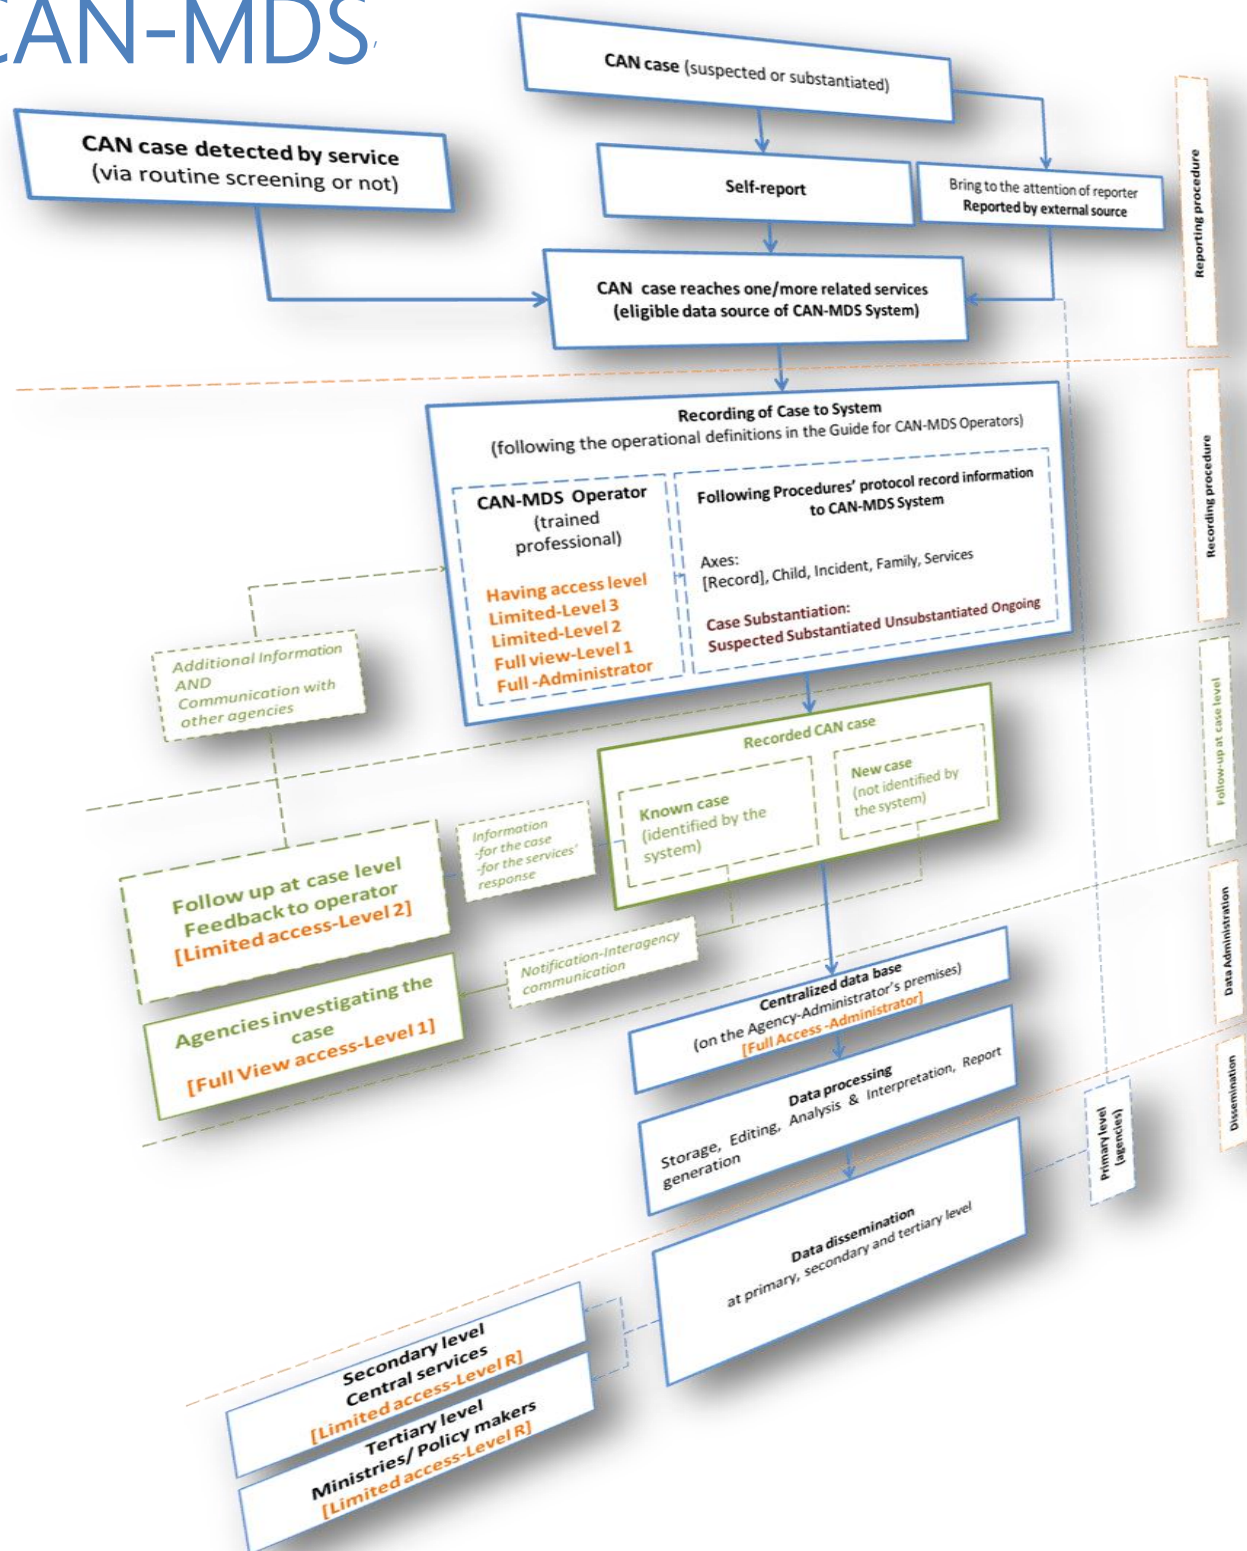 CAN-MDS
CAN case (suspected or substantiated)
CAN case detected by service
(via routine screening or not)
Self-report
Bring to the attention of reporter
Reported by external source
CAN case reaches one/more related services
(eligible data source of CAN-MDS System)
Reporting procedure
Recording of Case to System
(following the operational definitions in the Guide for CAN-MDS Operators)
CAN-MDS Operator
(trained
professional)
Having access level
Limited-Level 3
Limited-Level 2
Full view-Level 1
Full -Administrator
Following Procedures' protocol record information
to CAN-MDS System
Axes:
[Record], Child, Incident, Family, Services
Case Substantiation:
Suspected Substantiated Unsubstantiated Ongoing
Recording procedure
Additional Information
AND
Communication with
other agencies
Recorded CAN case
Known case
(identified by the
system)
New case
(not identified by
the system)
Follow-up at case level
Information
-for the case
-for the services'
response
Follow up at case level
Feedback to operator
[Limited access-Level 2]
Notification-Interagency
communication
Agencies investigating the
case
[Full View access-Level 1]
Centralized data base
(on the Agency-Administrator's premises)
[Full Access -Administrator]
Data Administration
Data processing
Storage, Editing, Analysis & Interpretation, Report
generation
Dissemination
Primary level
(agencies)
Data dissemination
at primary, secondary and tertiary level
Secondary level
Central services
[Limited access-Level R]
Tertiary level
Ministries/ Policy makers
[Limited access-Level R]